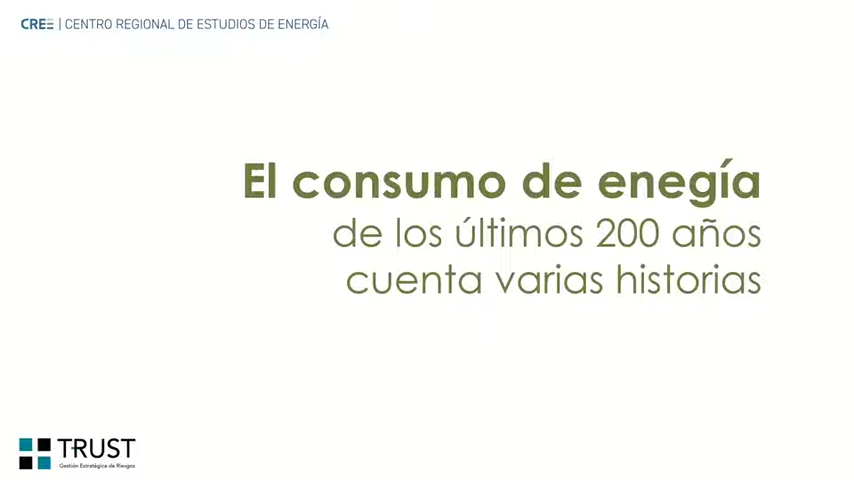 CREE | CENTRO REGIONAL DE ESTUDIOS DE ENERGÍA
El consumo de enegía
de los últimos 200 años
cuenta varias historias
TRUST
Gestión Estratégica de Riesgos